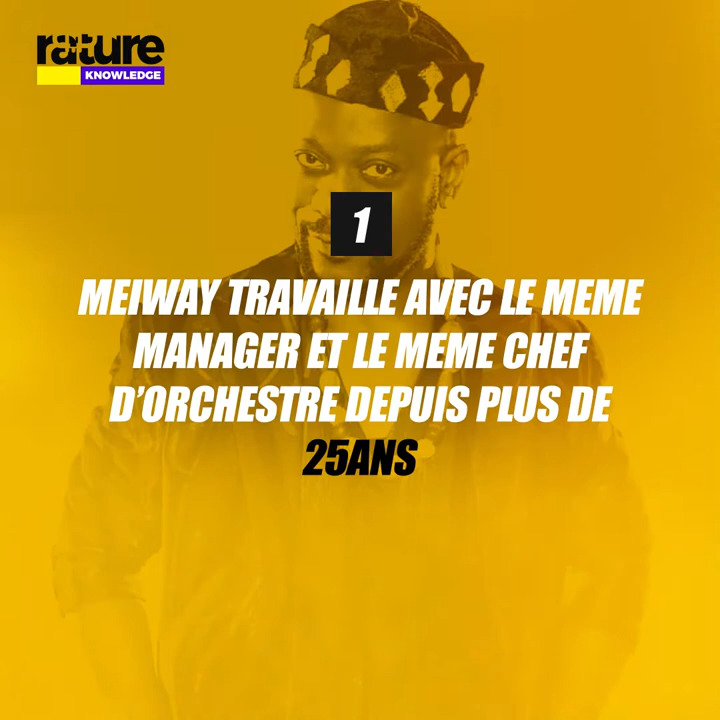 rature
KNOWLEDGE
1
MEIWAY TRAVAILLE AVEC LE MEME
MANAGER ET LE MEME CHEF
D'ORCHESTRE DEPUIS PLUS DE
25ANS